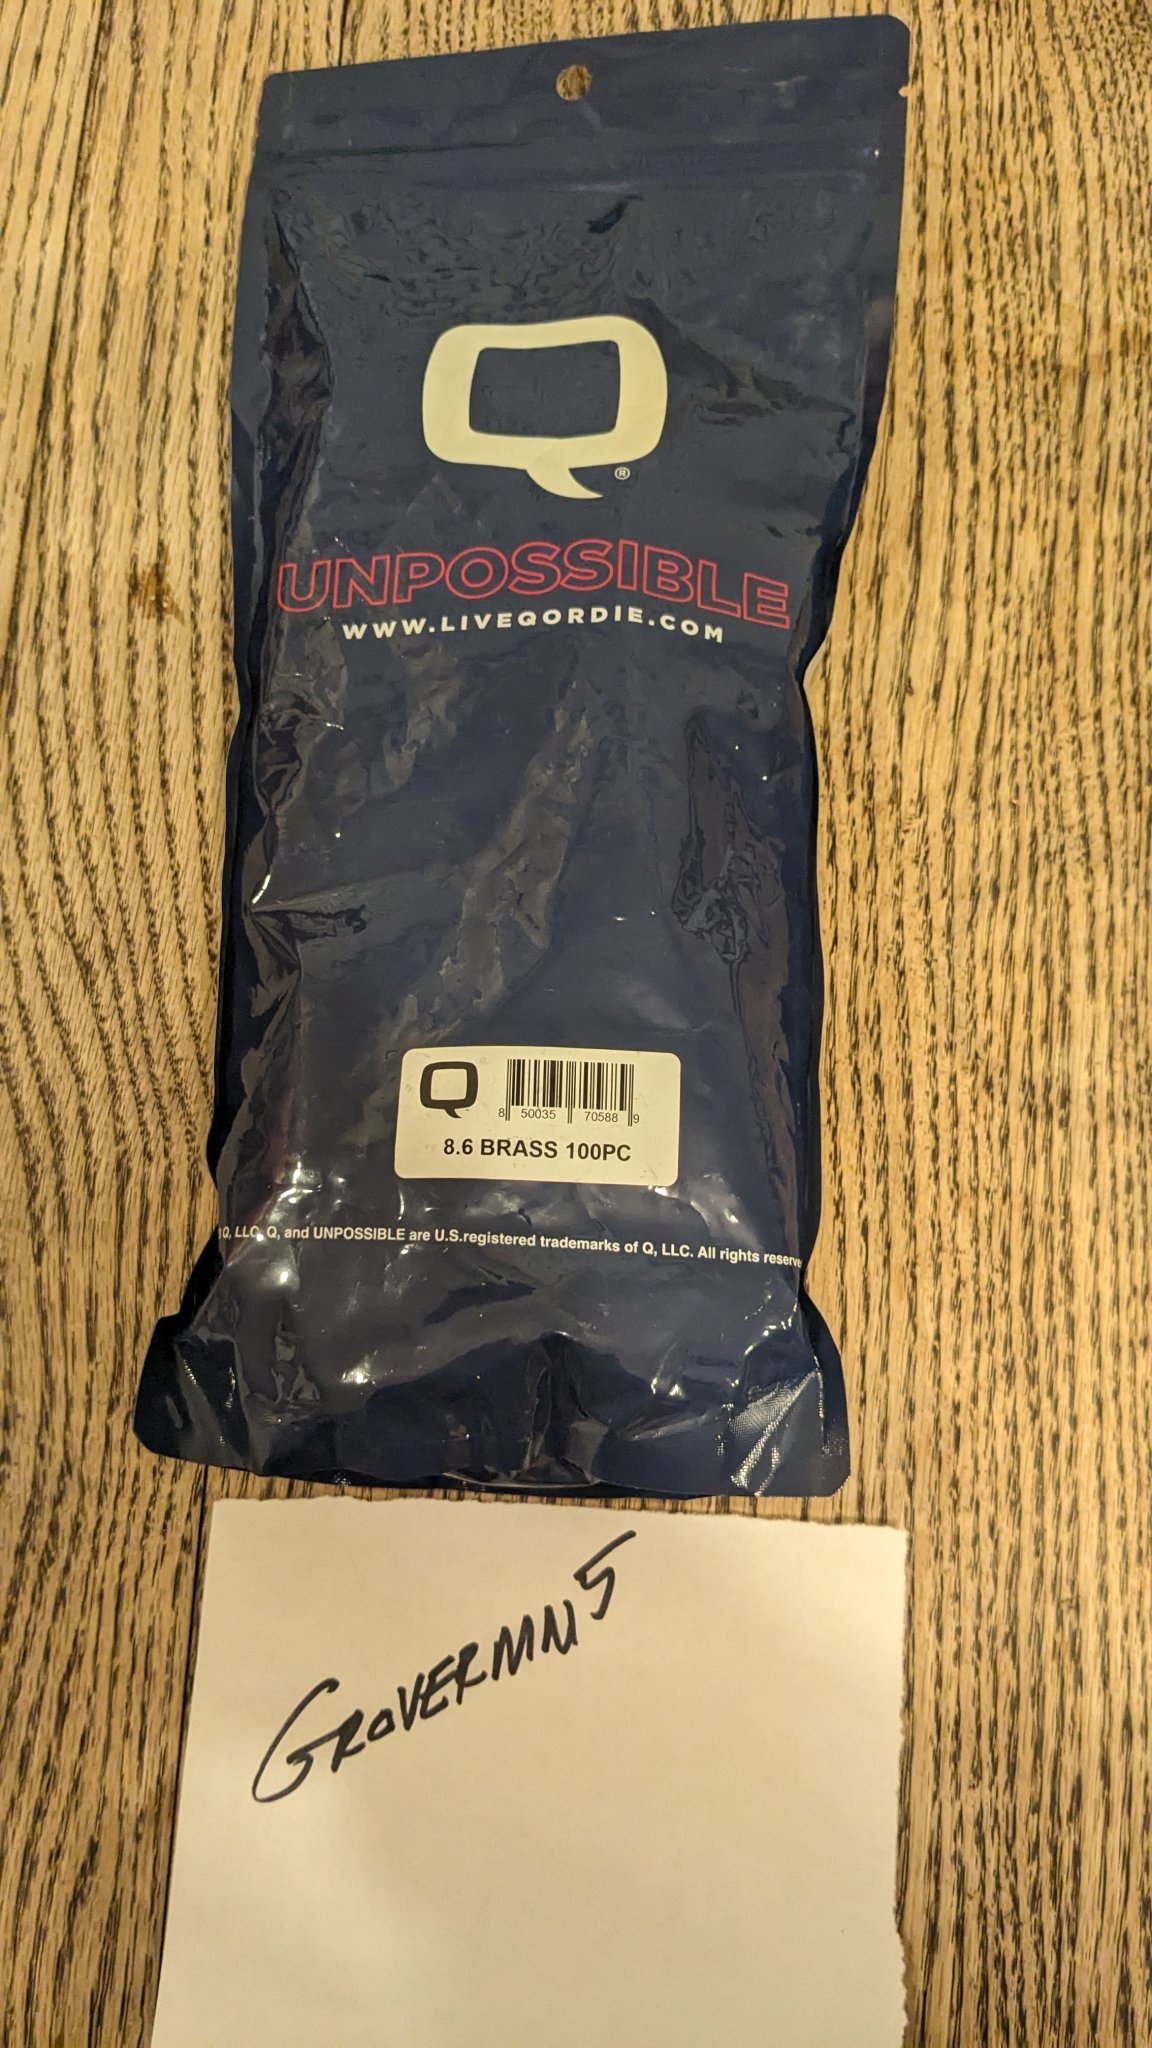 Q®
UNPOSSIBLE
WWW.LIVEQORDIE.COM
Q
8 50035 70588 9
8.6 BRASS 100PC
Q, LLC. Q, and UNPOSSIBLE are U.S.registered trademarks of Q, LLC. All rights
GROVERMN5